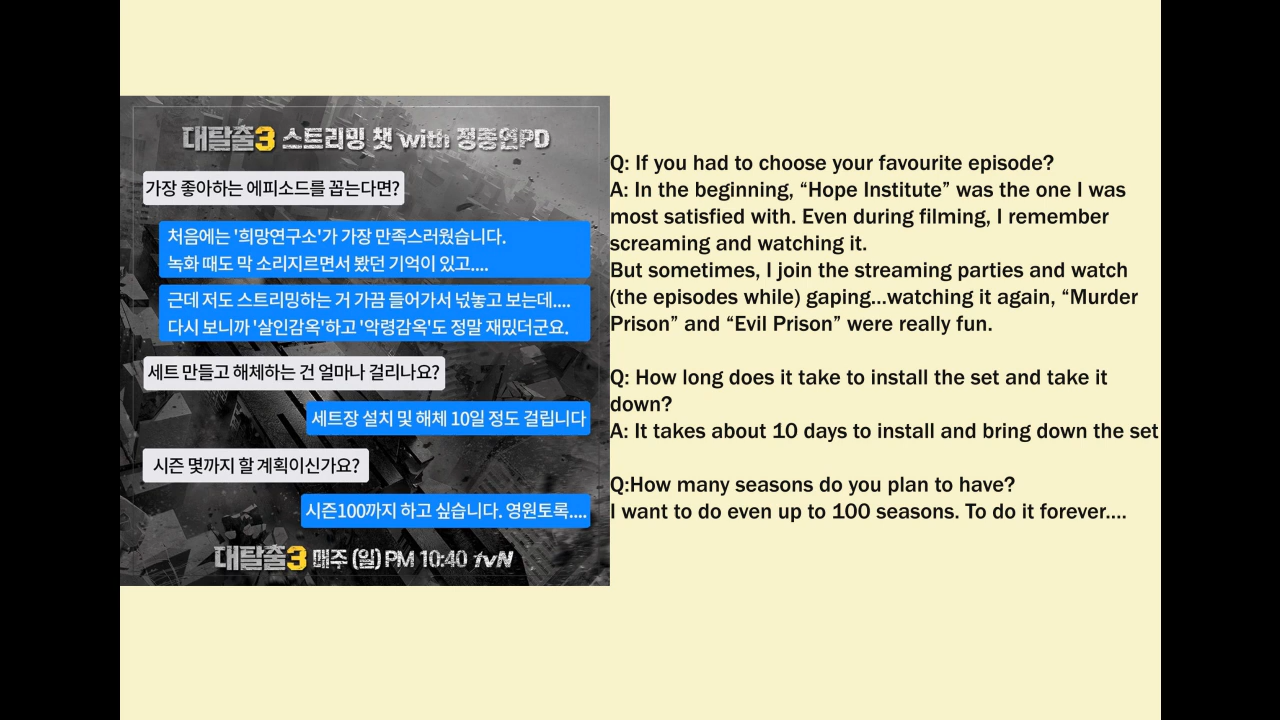 대탈출3 스트리밍 챗 with 정종연PD
가장 좋아하는 에피소드를 꼽는다면?
처음에는 '희망연구소'가 가장 만족스러웠습니다.
녹화 때도 막 소리지르면서 봤던 기억이 있고....
근데 저도 스트리밍하는 거 가끔 들어가서 넋놓고 보는데....
다시 보니까 '살인감옥'하고 '악령감옥'도 정말 재밌더군요.
세트 만들고 해체하는 건 얼마나 걸리나요?
세트장 설치 및 해체 10일 정도 걸립니다
시즌 몇까지 할 계획이신가요?
시즌100까지 하고 싶습니다. 영원토록....
대탈출3 매주 (일) PM 10:40 tvN
Q: If you had to choose your favourite episode?
A: In the beginning, “Hope Institute” was the one I was
most satisfied with. Even during filming, I remember
screaming and watching it.
But sometimes, I join the streaming parties and watch
(the episodes while) gaping...watching it again, “Murder
Prison” and “Evil Prison” were really fun.
Q: How long does it take to install the set and take it
down?
A: It takes about 10 days to install and bring down the set
Q:How many seasons do you plan to have?
I want to do even up to 100 seasons. To do it forever....